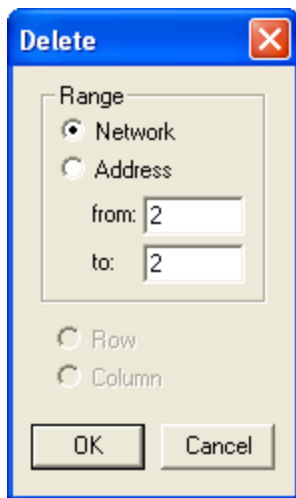 Delete
Range
Network
Address
from: 2
to: 2
Row
Column
OK Cancel